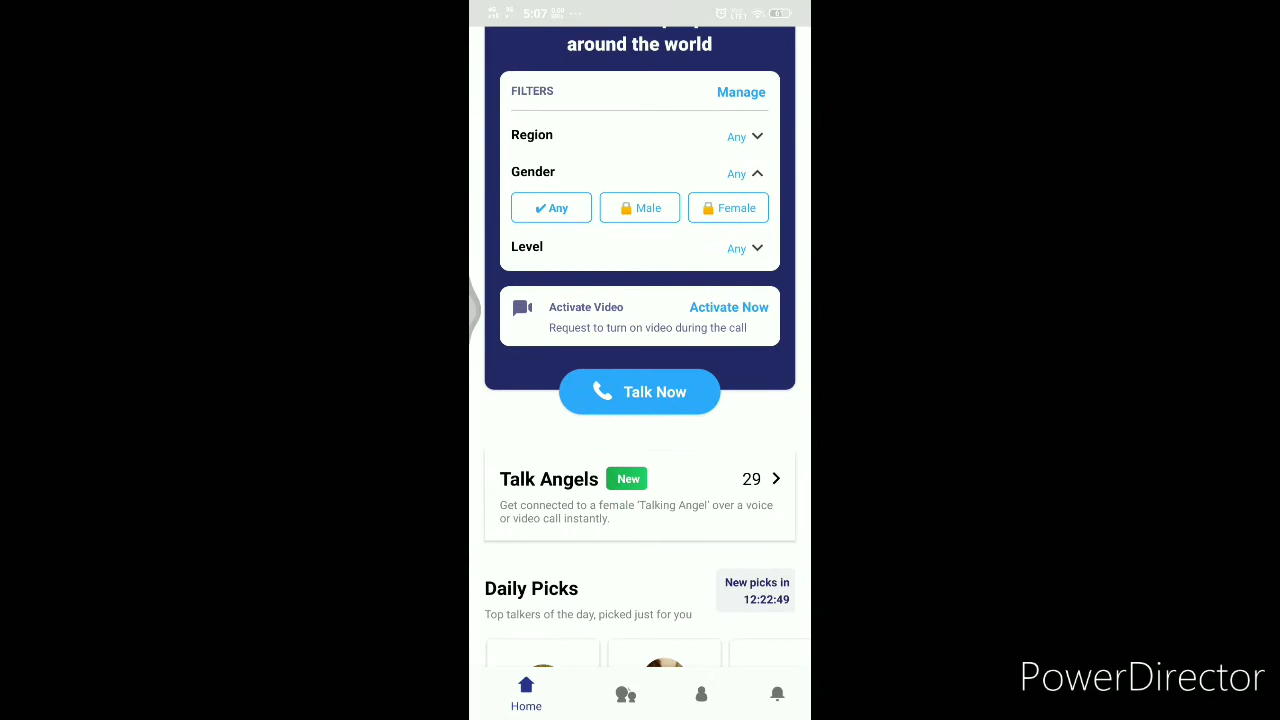 5:07
around the world
FILTERS Manage
Region Any
Gender Any
Any Male Female
Level Any
Activate Video Activate Now
Request to turn on video during the call
Talk Now
Talk Angels New 29
Get connected to a female 'Talking Angel' over a voice
or video call instantly.
Daily Picks
New picks in
12:22:49
Top talkers of the day, picked just for you
Home
PowerDirector